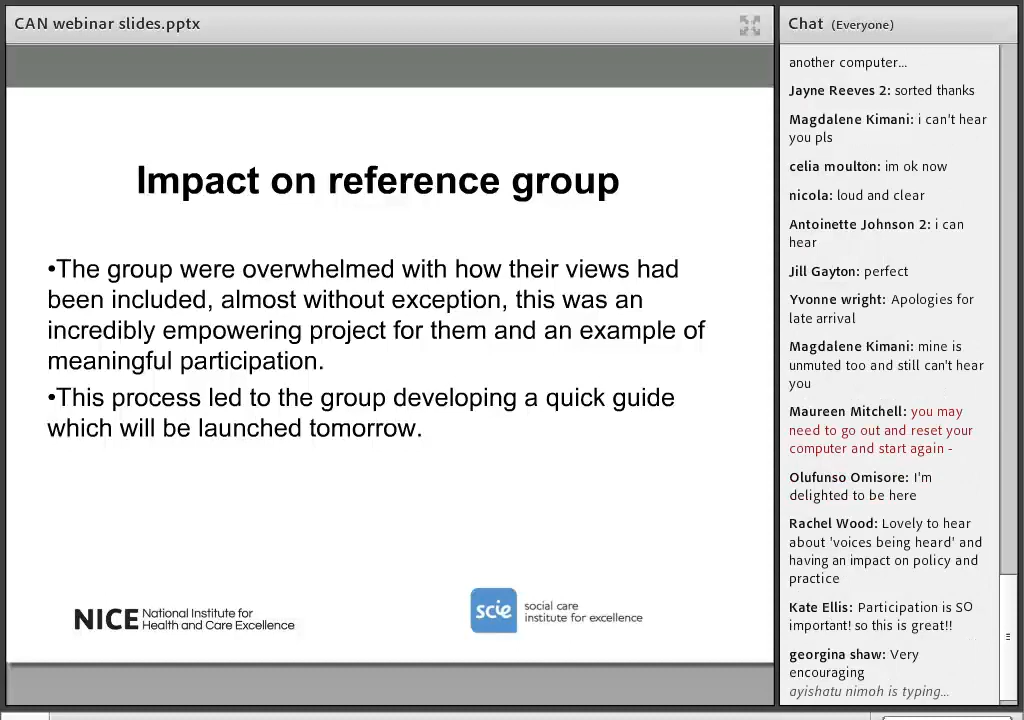 CAN webinar slides.pptx
Impact on reference group
•The group were overwhelmed with how their views had
been included, almost without exception, this was an
incredibly empowering project for them and an example of
meaningful participation.
•This process led to the group developing a quick guide
which will be launched tomorrow.
NICE National Institute for
Health and Care Excellence
scie social care
institute for excellence
Chat (Everyone)
another computer...
Jayne Reeves 2: sorted thanks
Magdalene Kimani: i can't hear
you pls
celia moulton: im ok now
nicola: loud and clear
Antoinette Johnson 2: i can
hear
Jill Gayton: perfect
Yvonne wright: Apologies for
late arrival
Magdalene Kimani: mine is
unmuted too and still can't hear
you
Maureen Mitchell: you may
need to go out and reset your
computer and start again -
Olufunso Omisore: I'm
delighted to be here
Rachel Wood: Lovely to hear
about 'voices being heard' and
having an impact on policy and
practice
Kate Ellis: Participation is SO
important! so this is great!!
georgina shaw: Very
encouraging
ayishatu nimoh is typing...